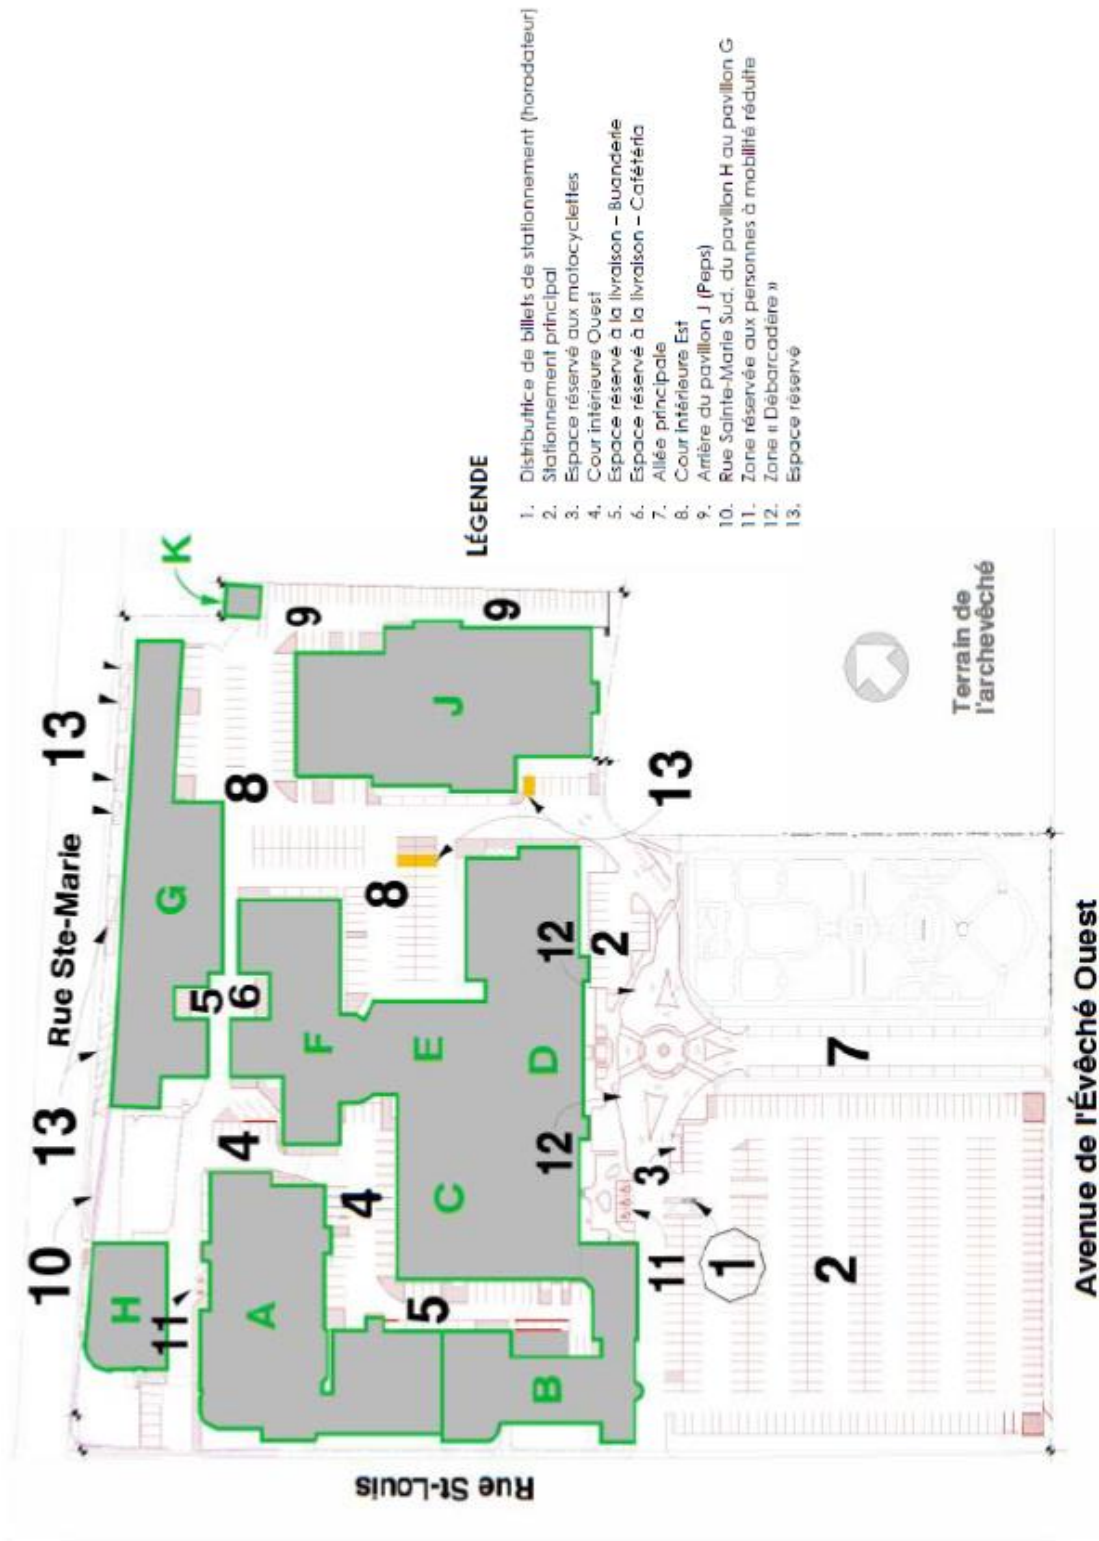 LÉGENDE
1. Distributrice de billets de stationnement (horodateur)
2. Stationnement principal
3. Espace réservé aux motocyclettes
4. Cour intérieure Ouest
5. Espace réservé à la livraison – Buanderie
6. Espace réservé à la livraison – Cafétéria
7. Allée principale
8. Cour intérieure Est
9. Arrière du pavillon J (Peps)
10. Rue Sainte-Marie Sud, du pavillon H au pavillon G
11. Zone réservée aux personnes à mobilité réduite
12. Zone « Débarcadère »
13. Espace réservé
Rue St-Louis
Rue Ste-Marie
10
13
13
K
H
11
A
4
4
G
5
6
F
8
8
9
9
J
13
5
B
C
E
D
12
12
2
11
3
1
2
7
Terrain de
l'archevêché
Avenue de l'Évêché Ouest